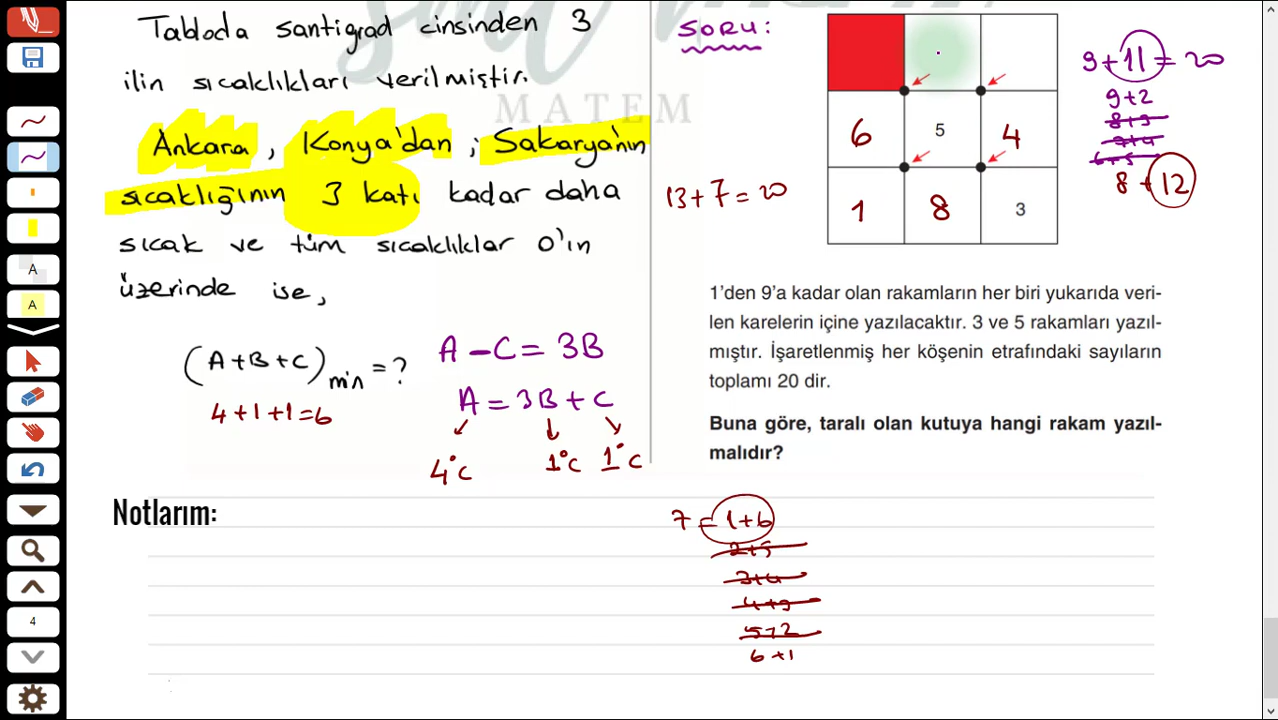 Tabloda santigrad cinsinden 3
ilin sıcaklıkları verilmiştir.
MATEM
Ankara, Konya'dan; Sakarya'nın
sıcaklığının 3 katı kadar daha
sıcak ve tüm sıcaklıklar 0'ın
üzerinde ise,
(A+B+C) min = ?
4+1+1=6
A-C=3B
A=3B+C
4°C 1°C 1°C
SORU:
6 5 4
1 8 3
13+7=20
9+11=20
9+2
8+3
7+4
6+5
8+12
1'den 9'a kadar olan rakamların her biri yukarıda veri-
len karelerin içine yazılacaktır. 3 ve 5 rakamları yazıl-
mıştır. İşaretlenmiş her köşenin etrafındaki sayıların
toplamı 20 dir.
Buna göre, taralı olan kutuya hangi rakam yazıl-
malıdır?
Notlarım:
7=1+6
2+5
3+4
4+3
5+2
6+1
A
A
4